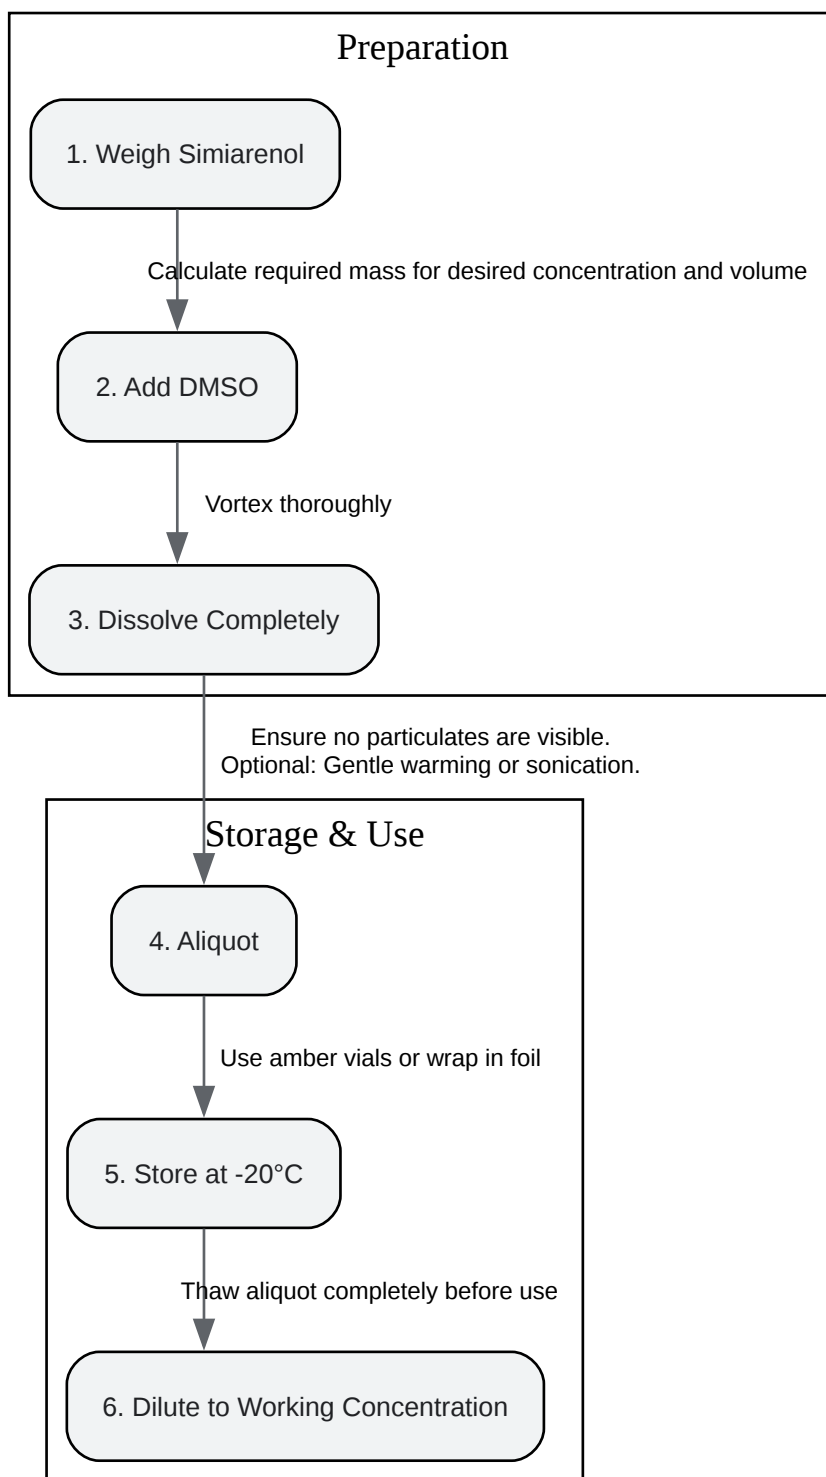 Preparation
1. Weigh Simiarenol
Calculate required mass for desired concentration and volume
2. Add DMSO
Vortex thoroughly
3. Dissolve Completely
Ensure no particulates are visible.
Optional: Gentle warming or sonication.
Storage & Use
4. Aliquot
Use amber vials or wrap in foil
5. Store at -20°C
Thaw aliquot completely before use
6. Dilute to Working Concentration